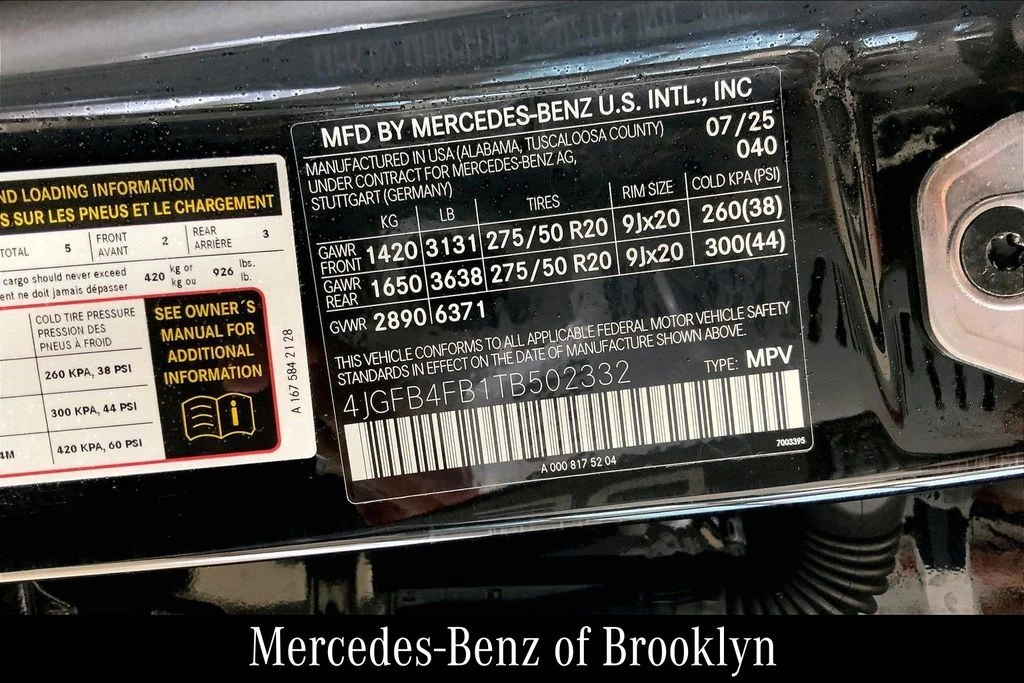 ND LOADING INFORMATION
S SUR LES PNEUS ET LE CHARGEMENT
TOTAL 5 FRONT AVANT 2 REAR ARRIÈRE 3
cargo should never exceed 420 kg or 926 lbs.
ent ne doit jamais dépasser kg ou lb.
COLD TIRE PRESSURE
PRESSION DES
PNEUS À FROID
260 KPA, 38 PSI
300 KPA, 44 PSI
4M 420 KPA, 60 PSI
SEE OWNER´S
MANUAL FOR
ADDITIONAL
INFORMATION
A 167 584 21 28
MFD BY MERCEDES-BENZ U.S. INTL., INC
MANUFACTURED IN USA (ALABAMA, TUSCALOOSA COUNTY) 07/25
UNDER CONTRACT FOR MERCEDES-BENZ AG, 040
STUTTGART (GERMANY)
KG LB TIRES RIM SIZE COLD KPA (PSI)
GAWR FRONT 1420 3131 275/50 R20 9Jx20 260(38)
GAWR REAR 1650 3638 275/50 R20 9Jx20 300(44)
GVWR 2890 6371
THIS VEHICLE CONFORMS TO ALL APPLICABLE FEDERAL MOTOR VEHICLE SAFETY
STANDARDS IN EFFECT ON THE DATE OF MANUFACTURE SHOWN ABOVE.
4JGFB4FB1TB502332 TYPE: MPV
7003395
A 000 817 52 04
Mercedes-Benz of Brooklyn